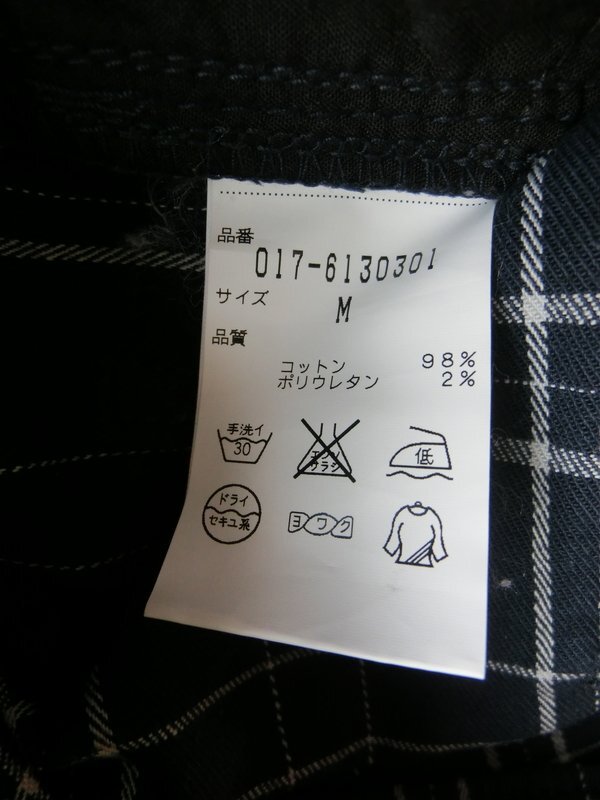 品番
017-6130301
サイズ
M
品質
コットン 98%
ポリウレタン 2%
手洗イ
30
エンソ
サラシ
低
ドライ
セキユ系
ヨワク